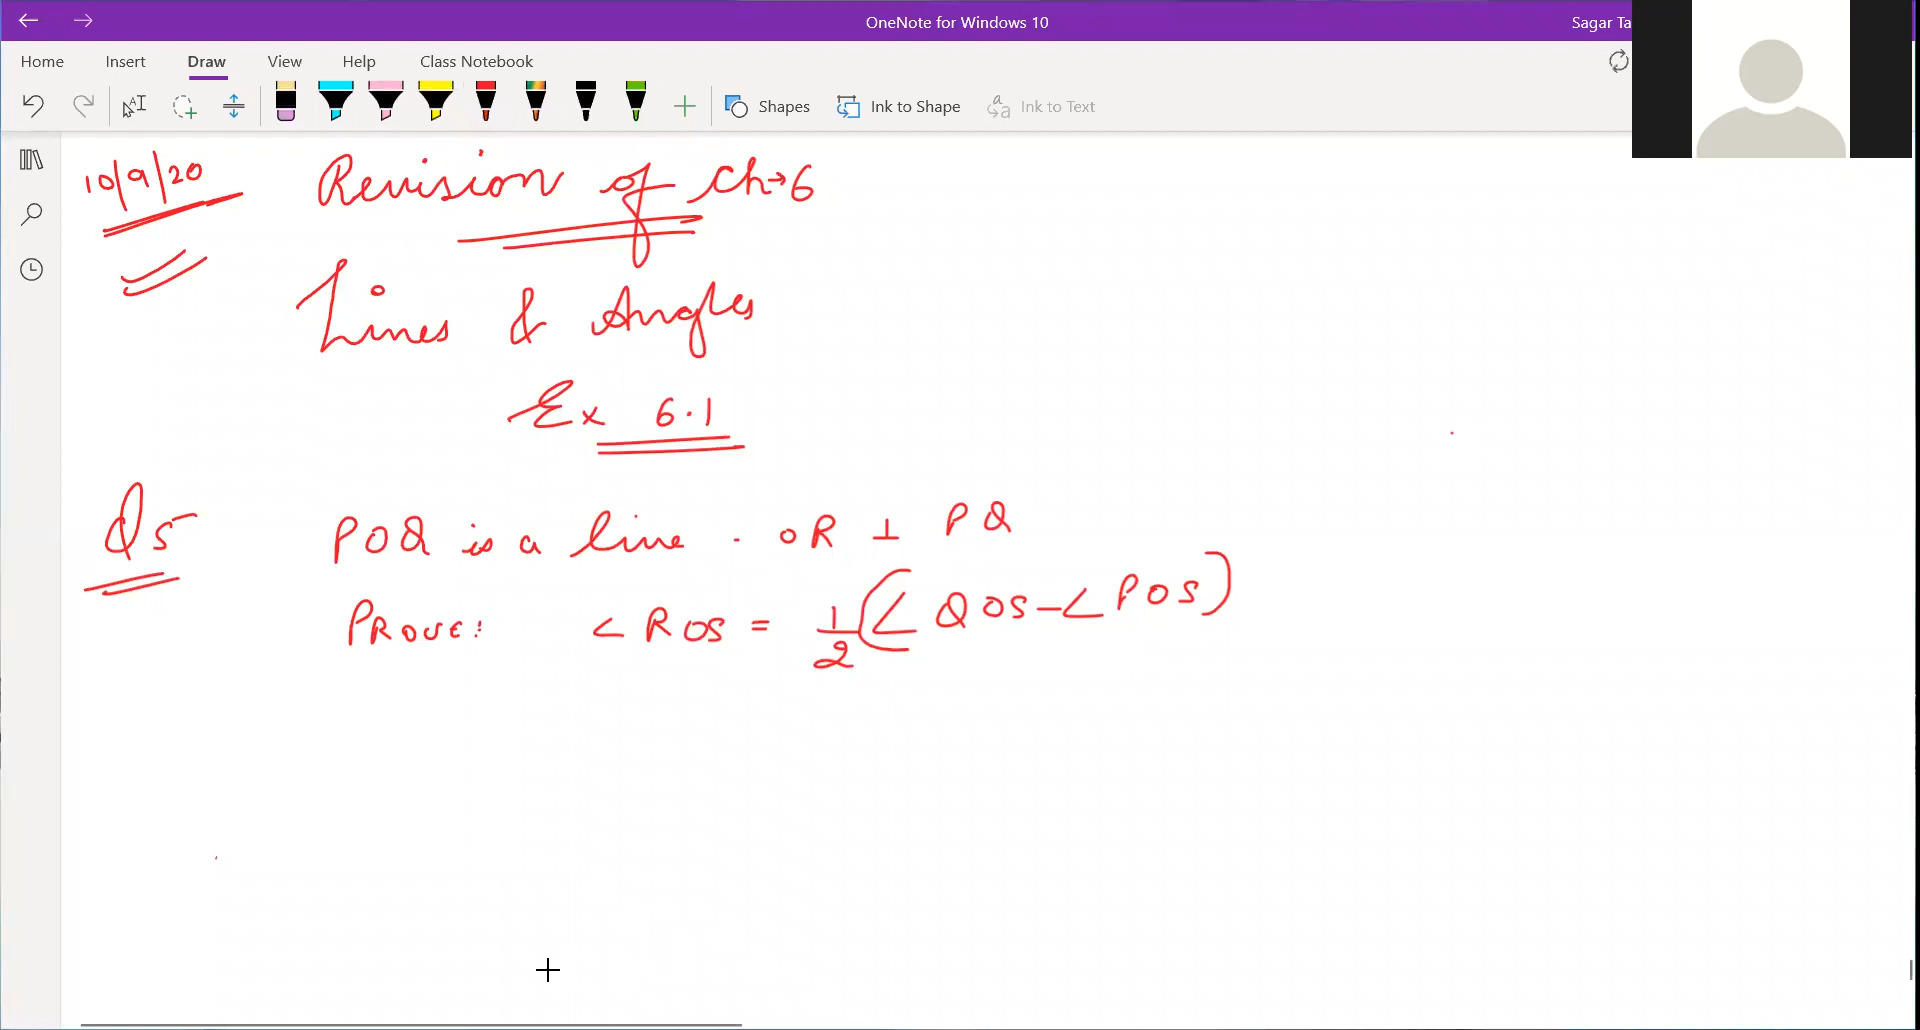 OneNote for Windows 10
Sagar Ta
Home Insert Draw View Help Class Notebook
Shapes Ink to Shape Ink to Text
10/9/20 Revision of Ch→6
Lines & Angles
Ex 6.1
Q5 POQ is a line . OR ⊥ PQ
PROVE: ∠ROS = 1/2 (∠QOS-∠POS)